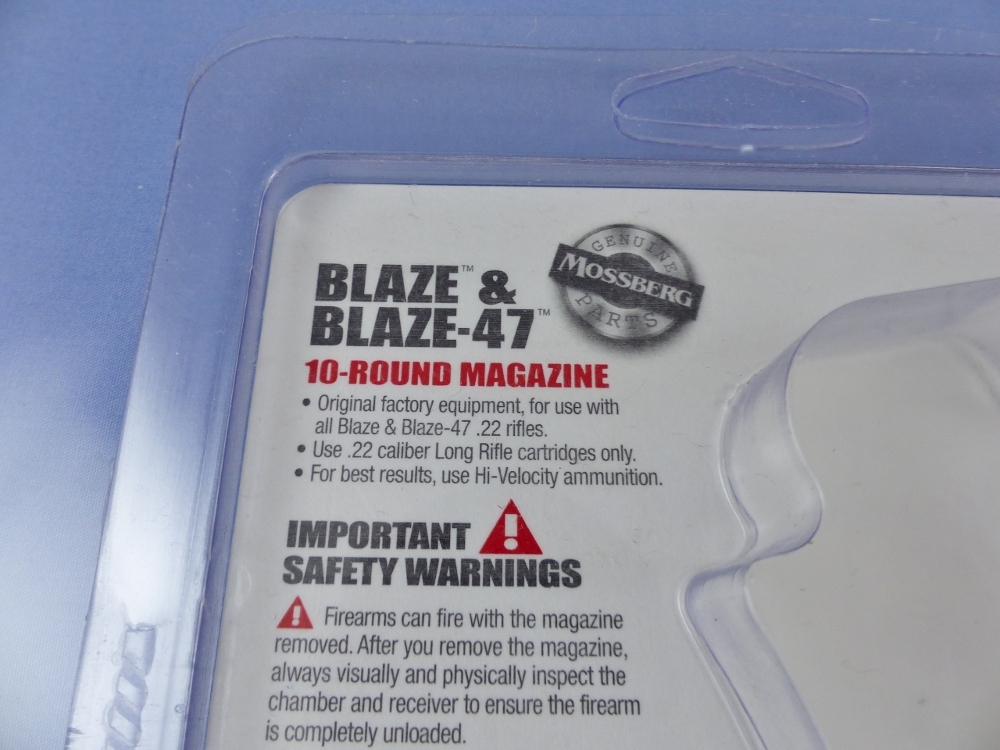 BLAZE™ &
BLAZE-47™
GENUINE
MOSSBERG
PARTS
10-ROUND MAGAZINE
• Original factory equipment, for use with
all Blaze & Blaze-47 .22 rifles.
• Use .22 caliber Long Rifle cartridges only.
• For best results, use Hi-Velocity ammunition.
IMPORTANT
SAFETY WARNINGS
Firearms can fire with the magazine
removed. After you remove the magazine,
always visually and physically inspect the
chamber and receiver to ensure the firearm
is completely unloaded.